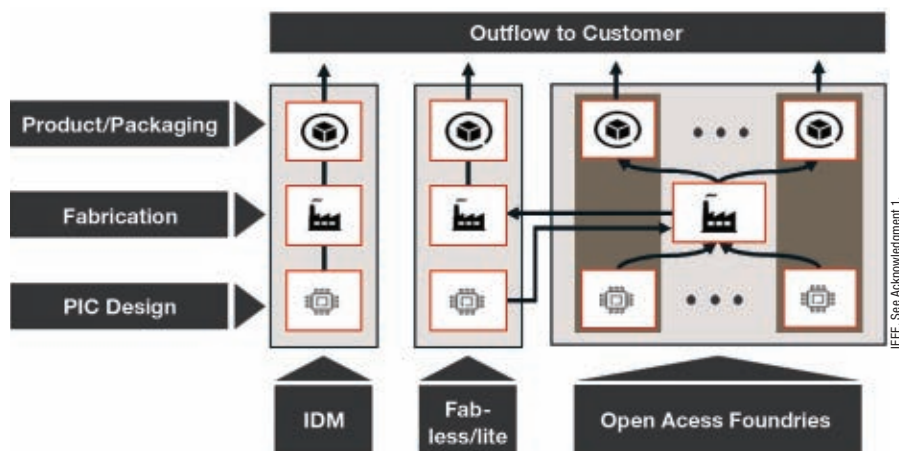 Outflow to Customer
Product/Packaging
Fabrication
PIC Design
IDM
Fab-
less/lite
Open Acess Foundries
IEEE, See Acknowledgment 1